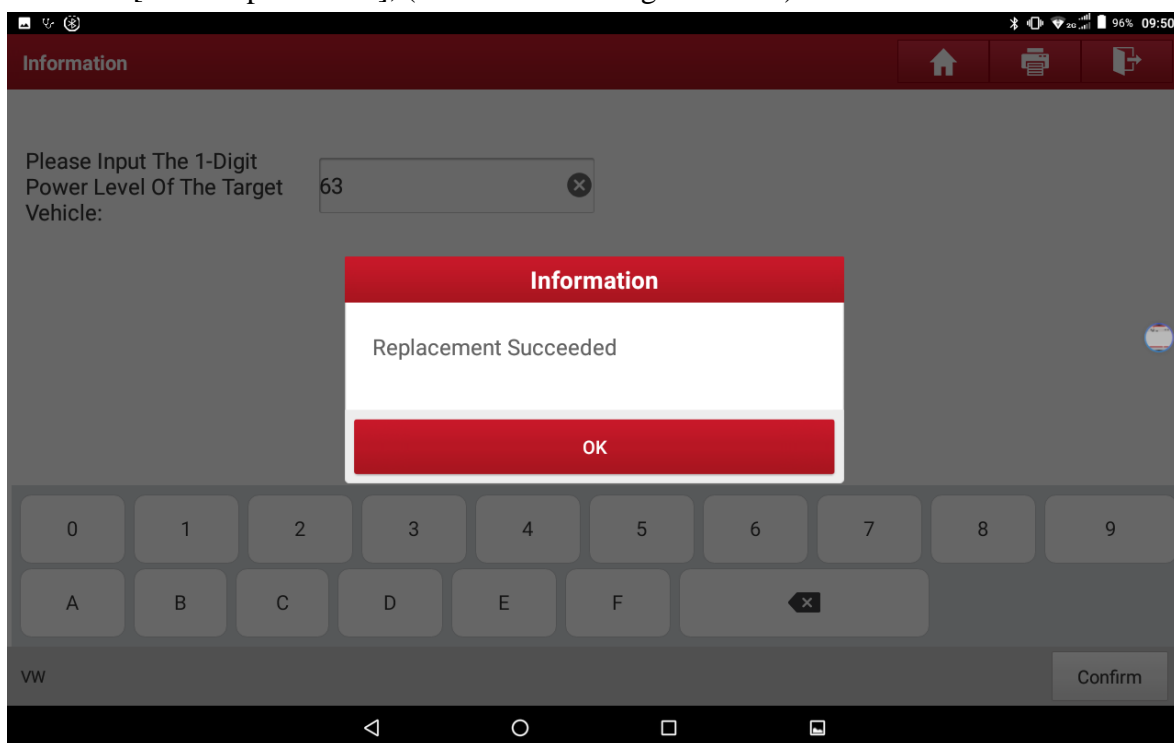 96% 09:50
Information
Please Input The 1-Digit
Power Level Of The Target
Vehicle:
63
Information
Replacement Succeeded
OK
0 1 2 3 4 5 6 7 8 9
A B C D E F
VW
Confirm